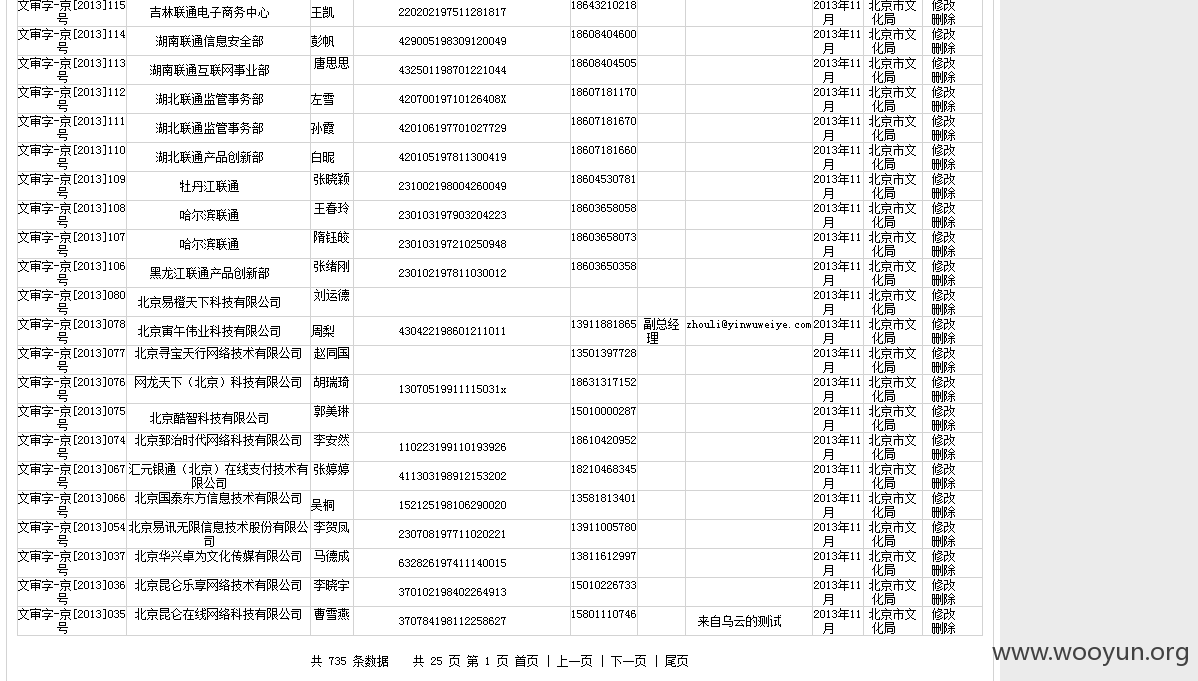 文审字-京[2013]115号 吉林联通电子商务中心 王凯 220202197511281817 18643210218 2013年11月 北京市文化局 修改 删除
文审字-京[2013]114号 湖南联通信息安全部 彭帆 429005198309120049 18608404600 2013年11月 北京市文化局 修改 删除
文审字-京[2013]113号 湖南联通互联网事业部 唐思思 432501198701221044 18608404505 2013年11月 北京市文化局 修改 删除
文审字-京[2013]112号 湖北联通监管事务部 左雪 42070019710126408X 18607181170 2013年11月 北京市文化局 修改 删除
文审字-京[2013]111号 湖北联通监管事务部 孙霞 420106197701027729 18607181670 2013年11月 北京市文化局 修改 删除
文审字-京[2013]110号 湖北联通产品创新部 白昵 420105197811300419 18607181660 2013年11月 北京市文化局 修改 删除
文审字-京[2013]109号 牡丹江联通 张晓颖 231002198004260049 18604530781 2013年11月 北京市文化局 修改 删除
文审字-京[2013]108号 哈尔滨联通 王春玲 230103197903204223 18603658058 2013年11月 北京市文化局 修改 删除
文审字-京[2013]107号 哈尔滨联通 隋钰皎 230103197210250948 18603658073 2013年11月 北京市文化局 修改 删除
文审字-京[2013]106号 黑龙江联通产品创新部 张绪刚 230102197811030012 18603650358 2013年11月 北京市文化局 修改 删除
文审字-京[2013]080号 北京易橙天下科技有限公司 刘运德 2013年11月 北京市文化局 修改 删除
文审字-京[2013]078号 北京寅午伟业科技有限公司 周梨 430422198601211011 13911881865 副总经理 zhouli@yinwuweiye.com 2013年11月 北京市文化局 修改 删除
文审字-京[2013]077号 北京寻宝天行网络技术有限公司 赵同国 13501397728 2013年11月 北京市文化局 修改 删除
文审字-京[2013]076号 网龙天下（北京）科技有限公司 胡瑞琦 13070519911115031x 18631317152 2013年11月 北京市文化局 修改 删除
文审字-京[2013]075号 北京酷智科技有限公司 郭美琳 15010000287 2013年11月 北京市文化局 修改 删除
文审字-京[2013]074号 北京郅治时代网络科技有限公司 李安然 110223199110193926 18610420952 2013年11月 北京市文化局 修改 删除
文审字-京[2013]067号 汇元银通（北京）在线支付技术有限公司 张婷婷 411303198912153202 18210468345 2013年11月 北京市文化局 修改 删除
文审字-京[2013]066号 北京国泰东方信息技术有限公司 吴桐 152125198106290020 13581813401 2013年11月 北京市文化局 修改 删除
文审字-京[2013]054号 北京易讯无限信息技术股份有限公司 李贺凤 230708197711020221 13911005780 2013年11月 北京市文化局 修改 删除
文审字-京[2013]037号 北京华兴卓为文化传媒有限公司 马德成 632826197411140015 13811612997 2013年11月 北京市文化局 修改 删除
文审字-京[2013]036号 北京昆仑乐享网络技术有限公司 李晓宇 370102198402264913 15010226733 2013年11月 北京市文化局 修改 删除
文审字-京[2013]035号 北京昆仑在线网络科技有限公司 曹雪燕 370784198112258627 15801110746 来自乌云的测试 2013年11月 北京市文化局 修改 删除
共 735 条数据 共 25 页 第 1 页 首页 | 上一页 | 下一页 | 尾页
www.wooyun.org